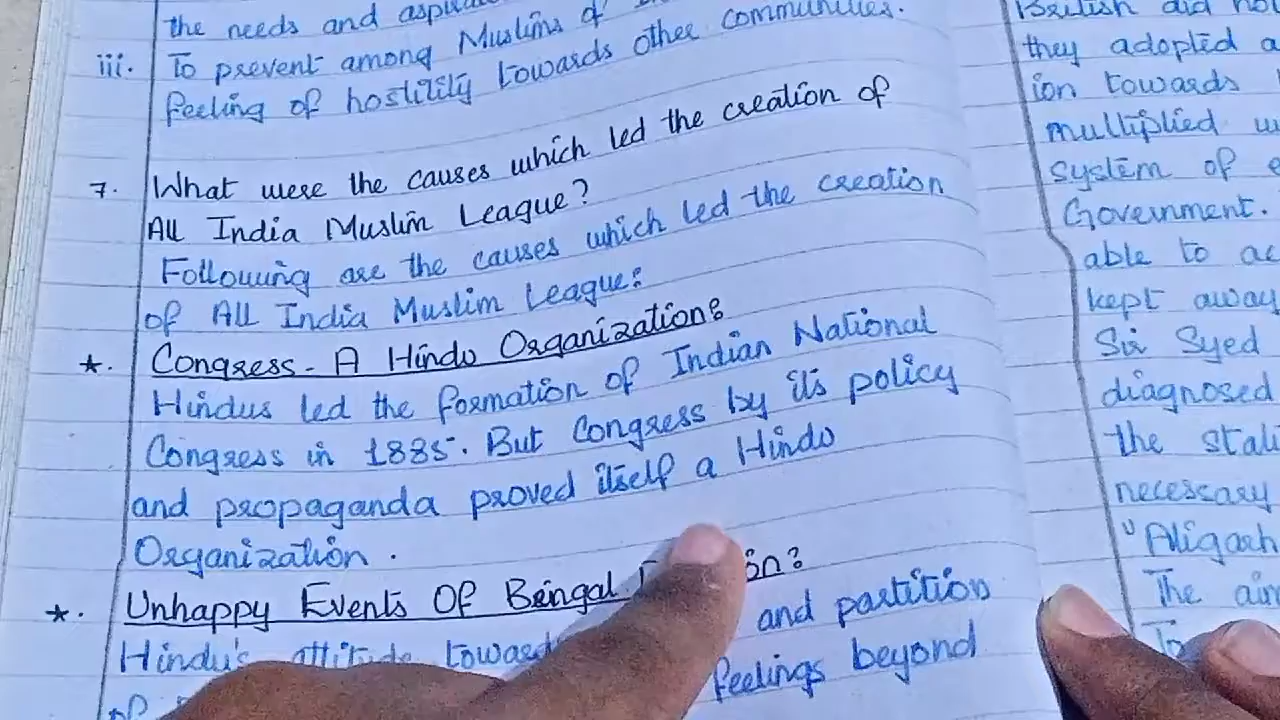 the needs and
iii. To prevent among Muslims of
feeling of hostility towards other communities.
7. What were the causes which led the creation of
All India Muslim League?
Following are the causes which led the creation
of All India Muslim League:
*. Congress - A Hindu Organization:
Hindus led the formation of Indian National
Congress in 1885. But Congress by its policy
and propaganda proved itself a Hindu
Organization.
*. Unhappy Events Of Bengal
Hindu's attitude and partition
feelings beyond
British did
they adopted a
ion towards
multiplied
system of
Government.
able to
kept away
Sir Syed
diagnosed
the
necessary
"Aligarh
The
To